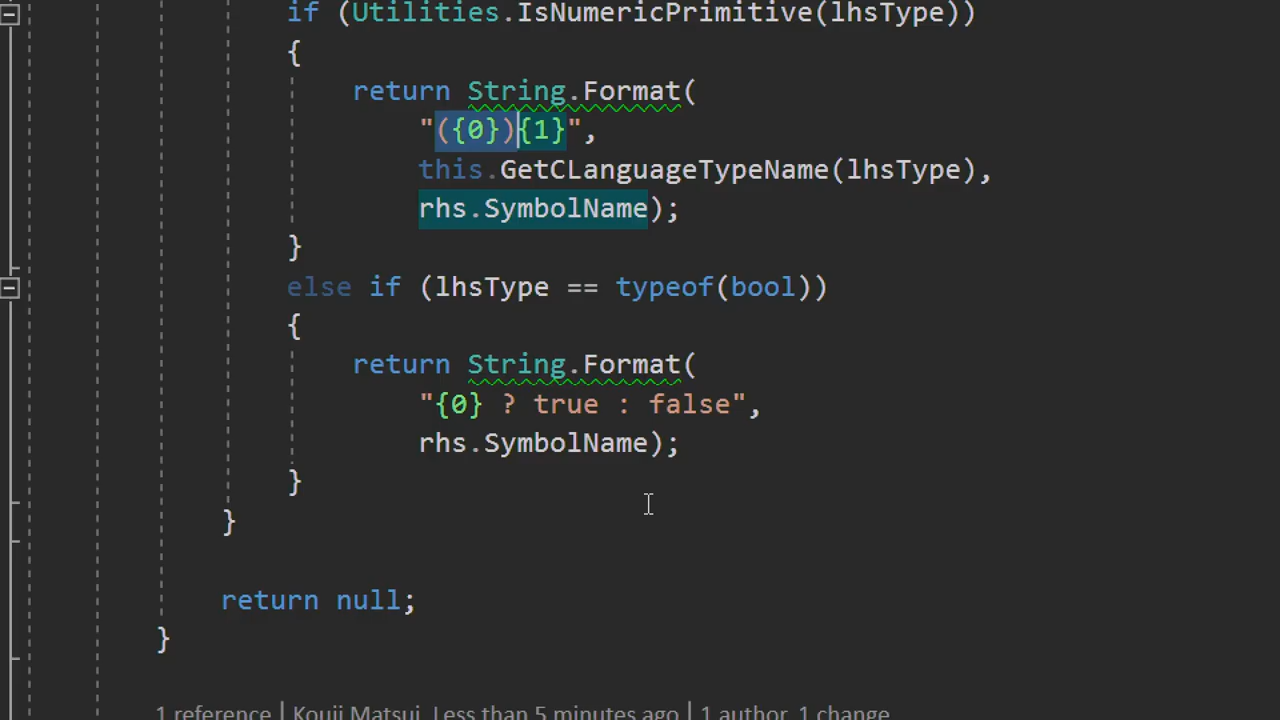 if (Utilities.IsNumericPrimitive(lhsType))
{
return String.Format(
"({0}){1}",
this.GetCLanguageTypeName(lhsType),
rhs.SymbolName);
}
else if (lhsType == typeof(bool))
{
return String.Format(
"{0} ? true : false",
rhs.SymbolName);
}
}
return null;
}
1 reference | Kouji Matsui, Less than 5 minutes ago | 1 author, 1 change